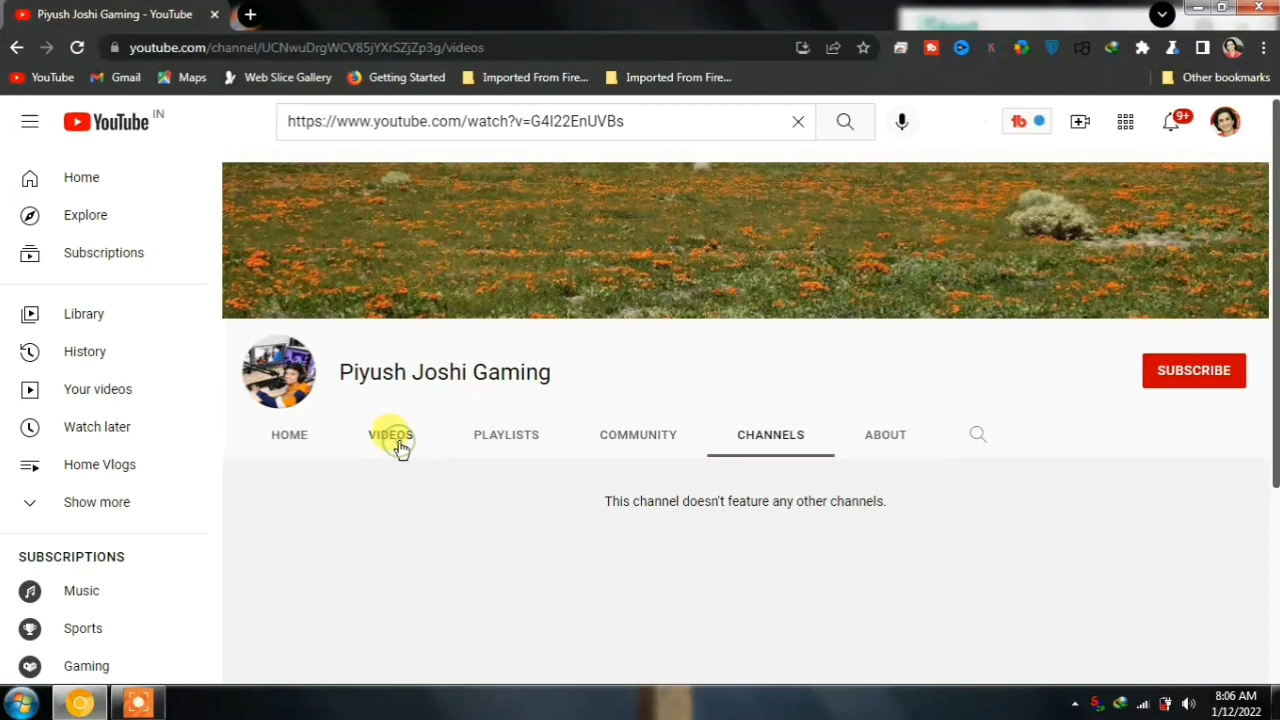 Piyush Joshi Gaming - YouTube
youtube.com/channel/UCNwuDrgWCV85jYXrSZjZp3g/videos
YouTube Gmail Maps Web Slice Gallery Getting Started Imported From Fire... Imported From Fire... Other bookmarks
YouTube IN
https://www.youtube.com/watch?v=G4I22EnUVBs
tb
9+
Home
Explore
Subscriptions
Library
History
Your videos
Watch later
Home Vlogs
Show more
SUBSCRIPTIONS
Music
Sports
Gaming
Piyush Joshi Gaming
SUBSCRIBE
HOME VIDEOS PLAYLISTS COMMUNITY CHANNELS ABOUT
This channel doesn't feature any other channels.
8:06 AM
1/12/2022